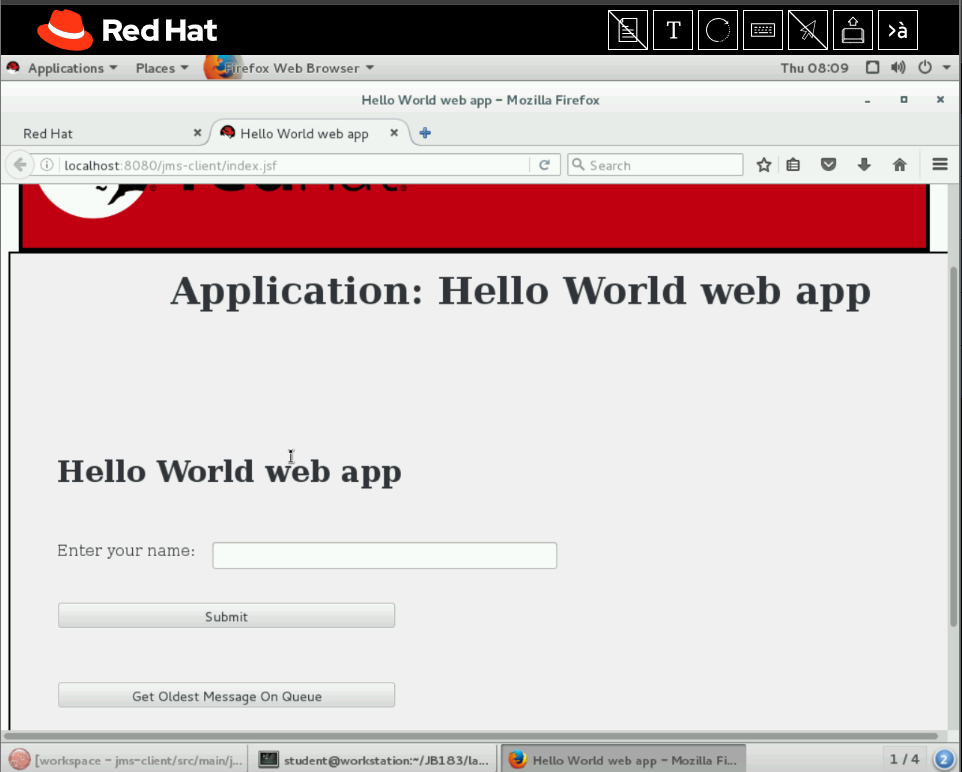 Red Hat
T
>à
Applications Places Firefox Web Browser Thu 08:09
Hello World web app - Mozilla Firefox
Red Hat Hello World web app
localhost:8080/jms-client/index.jsf Search
Application: Hello World web app
Hello World web app
Enter your name:
Submit
Get Oldest Message On Queue
[workspace - jms-client/src/main/j... student@workstation:~/JB183/la... Hello World web app - Mozilla Fi... 1 / 4 2